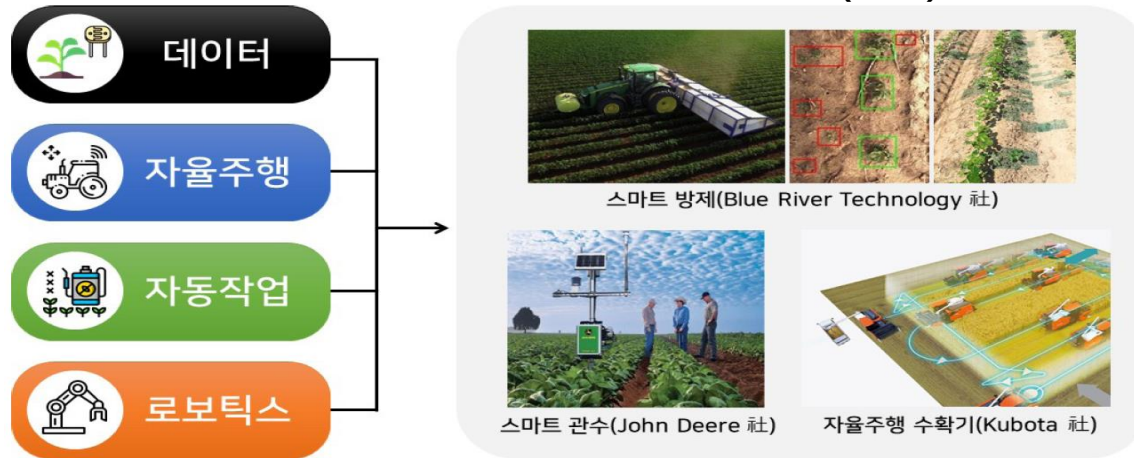 데이터
자율주행
자동작업
로보틱스
스마트 방제(Blue River Technology 社)
스마트 관수(John Deere 社)
자율주행 수확기(Kubota 社)